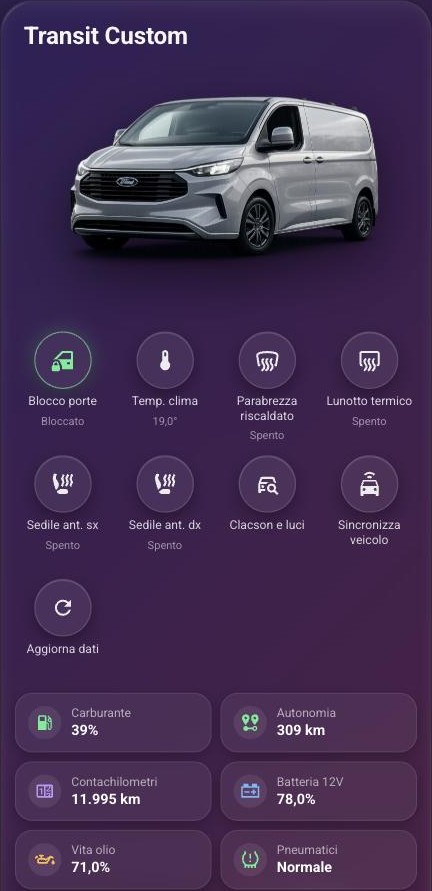 Transit Custom
Ford
Blocco porte
Bloccato
Temp. clima
19,0°
Parabrezza
riscaldato
Spento
Lunotto termico
Spento
Sedile ant. sx
Spento
Sedile ant. dx
Spento
Clacson e luci
Sincronizza
veicolo
Aggiorna dati
Carburante
39%
Autonomia
309 km
Contachilometri
11.995 km
Batteria 12V
78,0%
Vita olio
71,0%
Pneumatici
Normale